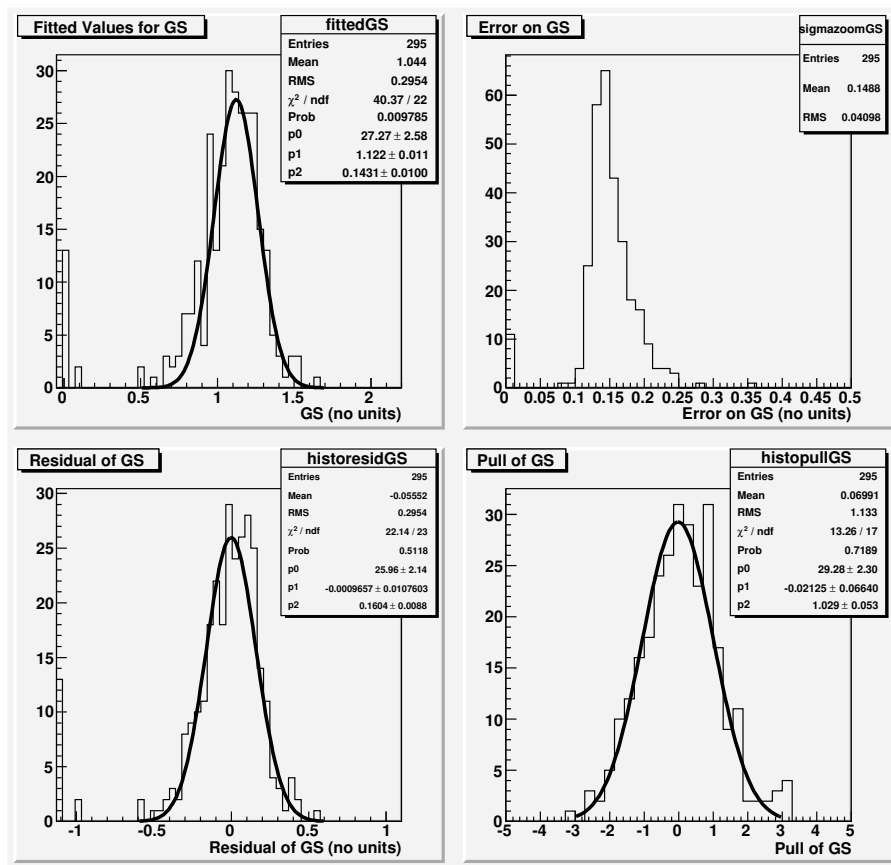 Fitted Values for GS
fittedGS
Entries 295
Mean 1.044
RMS 0.2954
χ² / ndf 40.37 / 22
Prob 0.009785
p0 27.27 ± 2.58
p1 1.122 ± 0.011
p2 0.1431 ± 0.0100
30
25
20
15
10
5
0
0 0.5 1 1.5 2
GS (no units)
Error on GS
sigmazoomGS
Entries 295
Mean 0.1488
RMS 0.04098
60
50
40
30
20
10
0
0 0.05 0.1 0.15 0.2 0.25 0.3 0.35 0.4 0.45 0.5
Error on GS (no units)
Residual of GS
historesidGS
Entries 295
Mean -0.05552
RMS 0.2954
χ² / ndf 22.14 / 23
Prob 0.5118
p0 25.96 ± 2.14
p1 -0.0009657 ± 0.0107603
p2 0.1604 ± 0.0088
30
25
20
15
10
5
0
-1 -0.5 0 0.5 1
Residual of GS (no units)
Pull of GS
histopullGS
Entries 295
Mean 0.06991
RMS 1.133
χ² / ndf 13.26 / 17
Prob 0.7189
p0 29.28 ± 2.30
p1 -0.02125 ± 0.06640
p2 1.029 ± 0.053
30
25
20
15
10
5
0
-5 -4 -3 -2 -1 0 1 2 3 4 5
Pull of GS